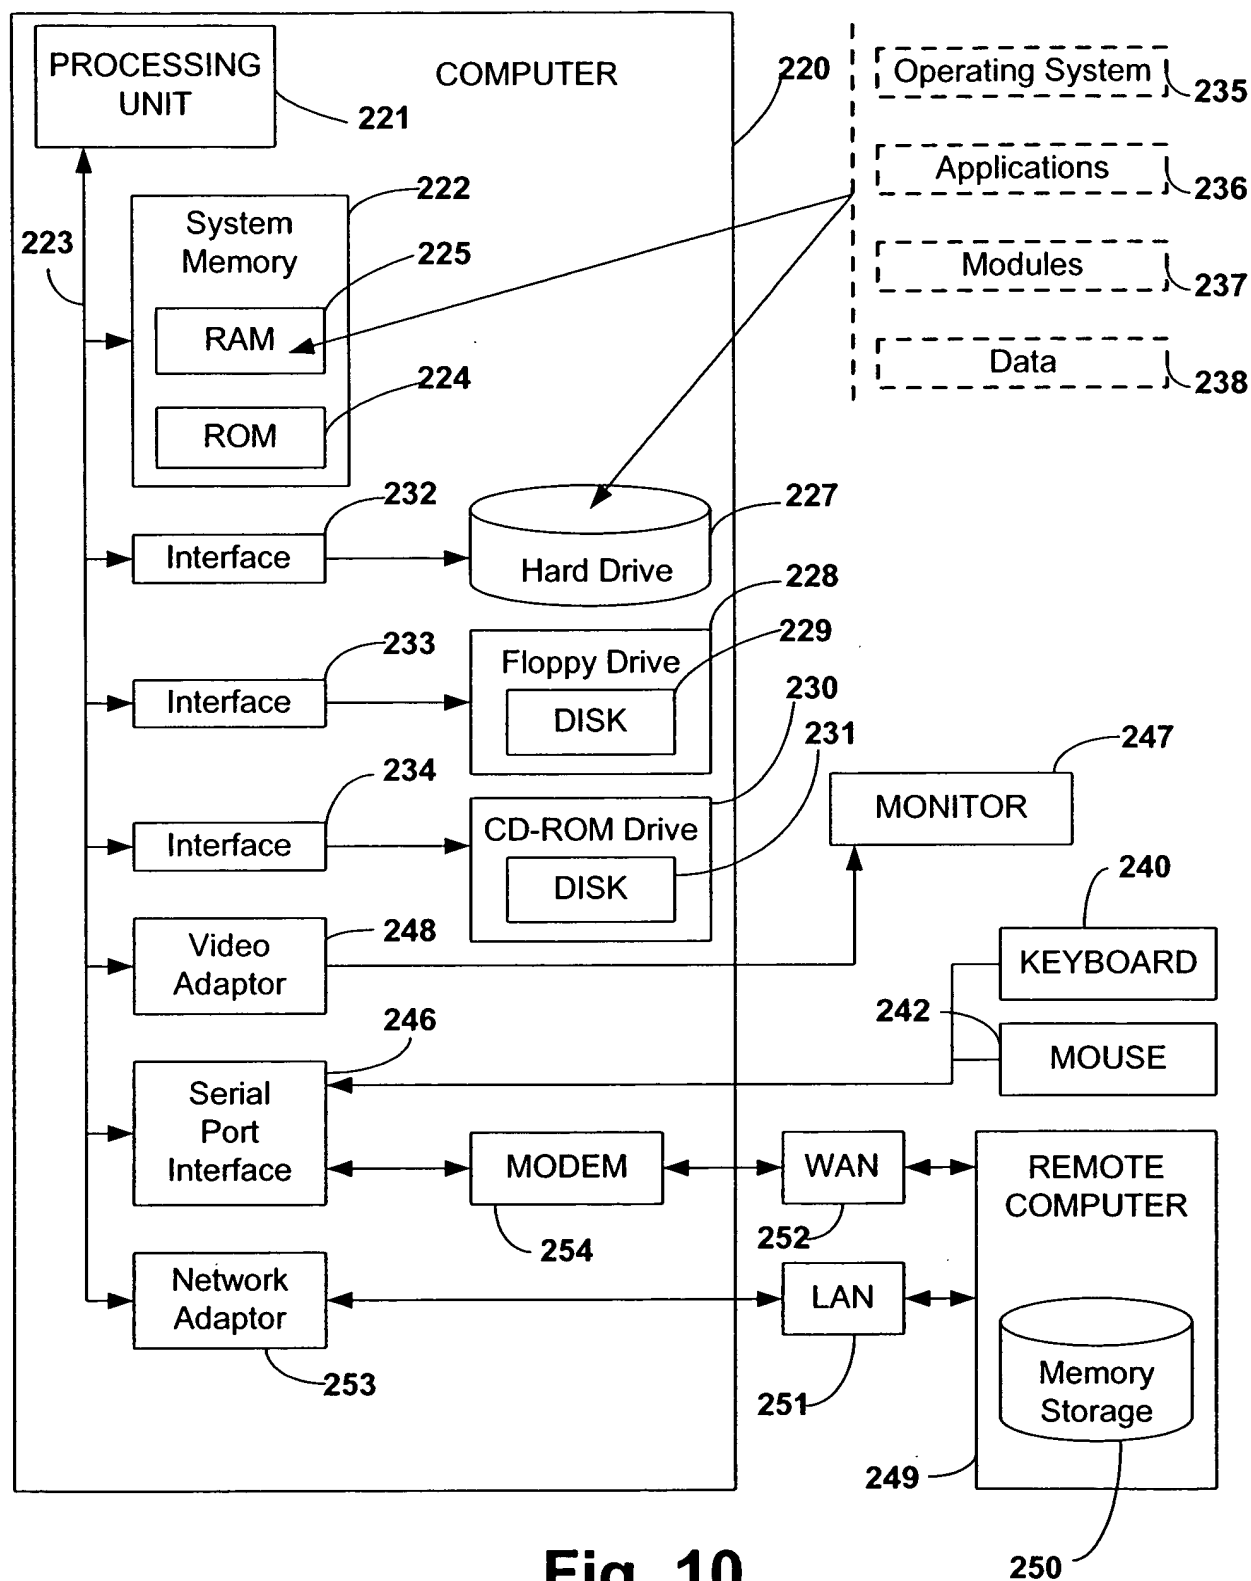 PROCESSING
UNIT
221
COMPUTER
220
Operating System
235
Applications
236
Modules
237
Data
238
223
System
Memory
222
225
RAM
224
ROM
232
Interface
227
Hard Drive
233
Interface
228
Floppy Drive
229
DISK
234
Interface
230
CD-ROM Drive
231
DISK
247
MONITOR
Video
Adaptor
248
240
KEYBOARD
242
MOUSE
246
Serial
Port
Interface
MODEM
254
WAN
252
REMOTE
COMPUTER
Network
Adaptor
253
LAN
251
Memory
Storage
249
250
Fig. 10